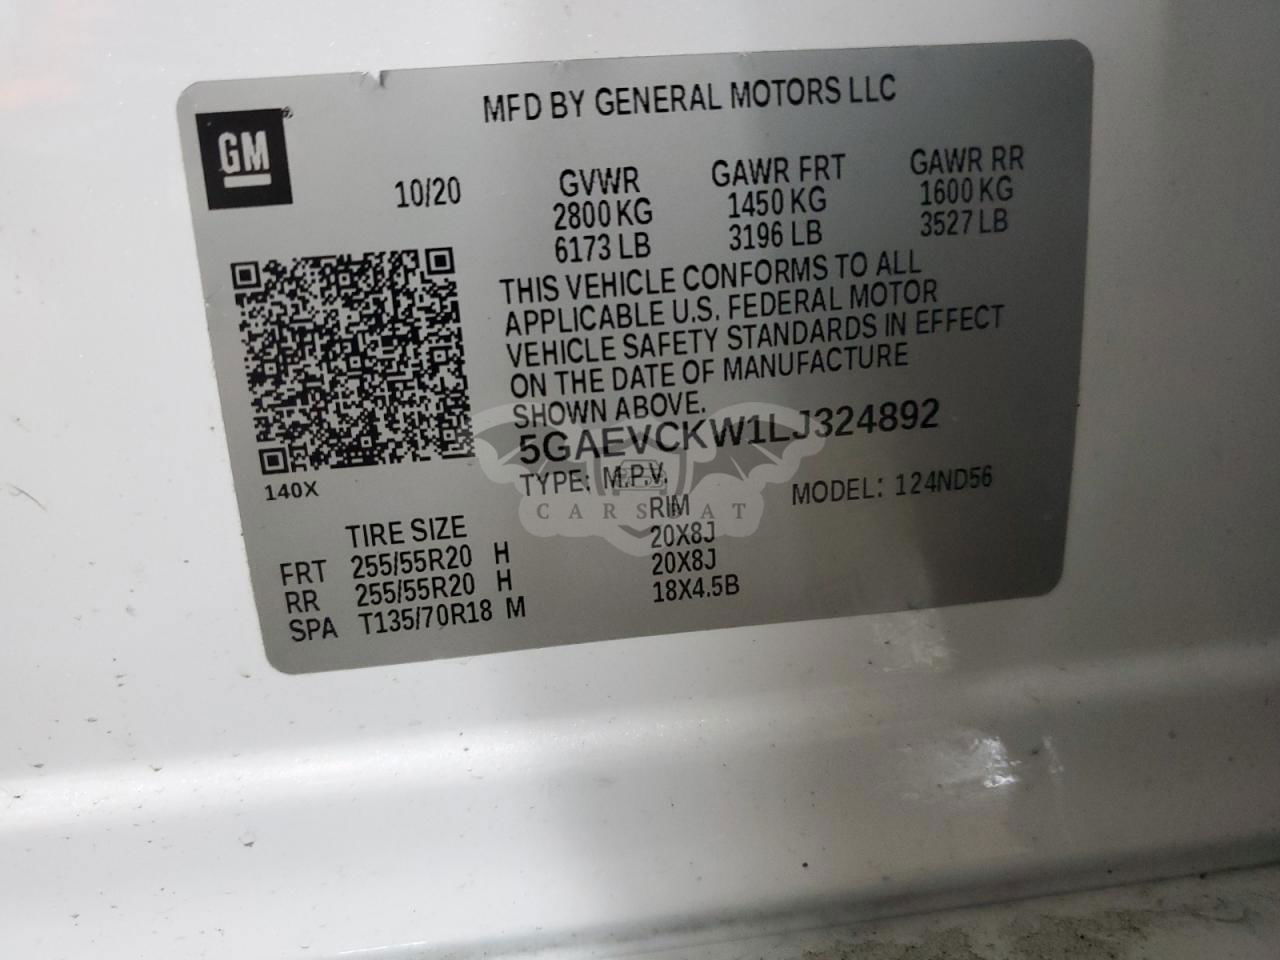 MFD BY GENERAL MOTORS LLC
GM
10/20
GVWR GAWR FRT GAWR RR
2800 KG 1450 KG 1600 KG
6173 LB 3196 LB 3527 LB
THIS VEHICLE CONFORMS TO ALL
APPLICABLE U.S. FEDERAL MOTOR
VEHICLE SAFETY STANDARDS IN EFFECT
ON THE DATE OF MANUFACTURE
SHOWN ABOVE.
5GAEVCKW1LJ324892
140X
TYPE: M.P.V. MODEL: 124ND56
CARSBAT
TIRE SIZE RIM
FRT 255/55R20 H 20X8J
RR 255/55R20 H 20X8J
SPA T135/70R18 M 18X4.5B